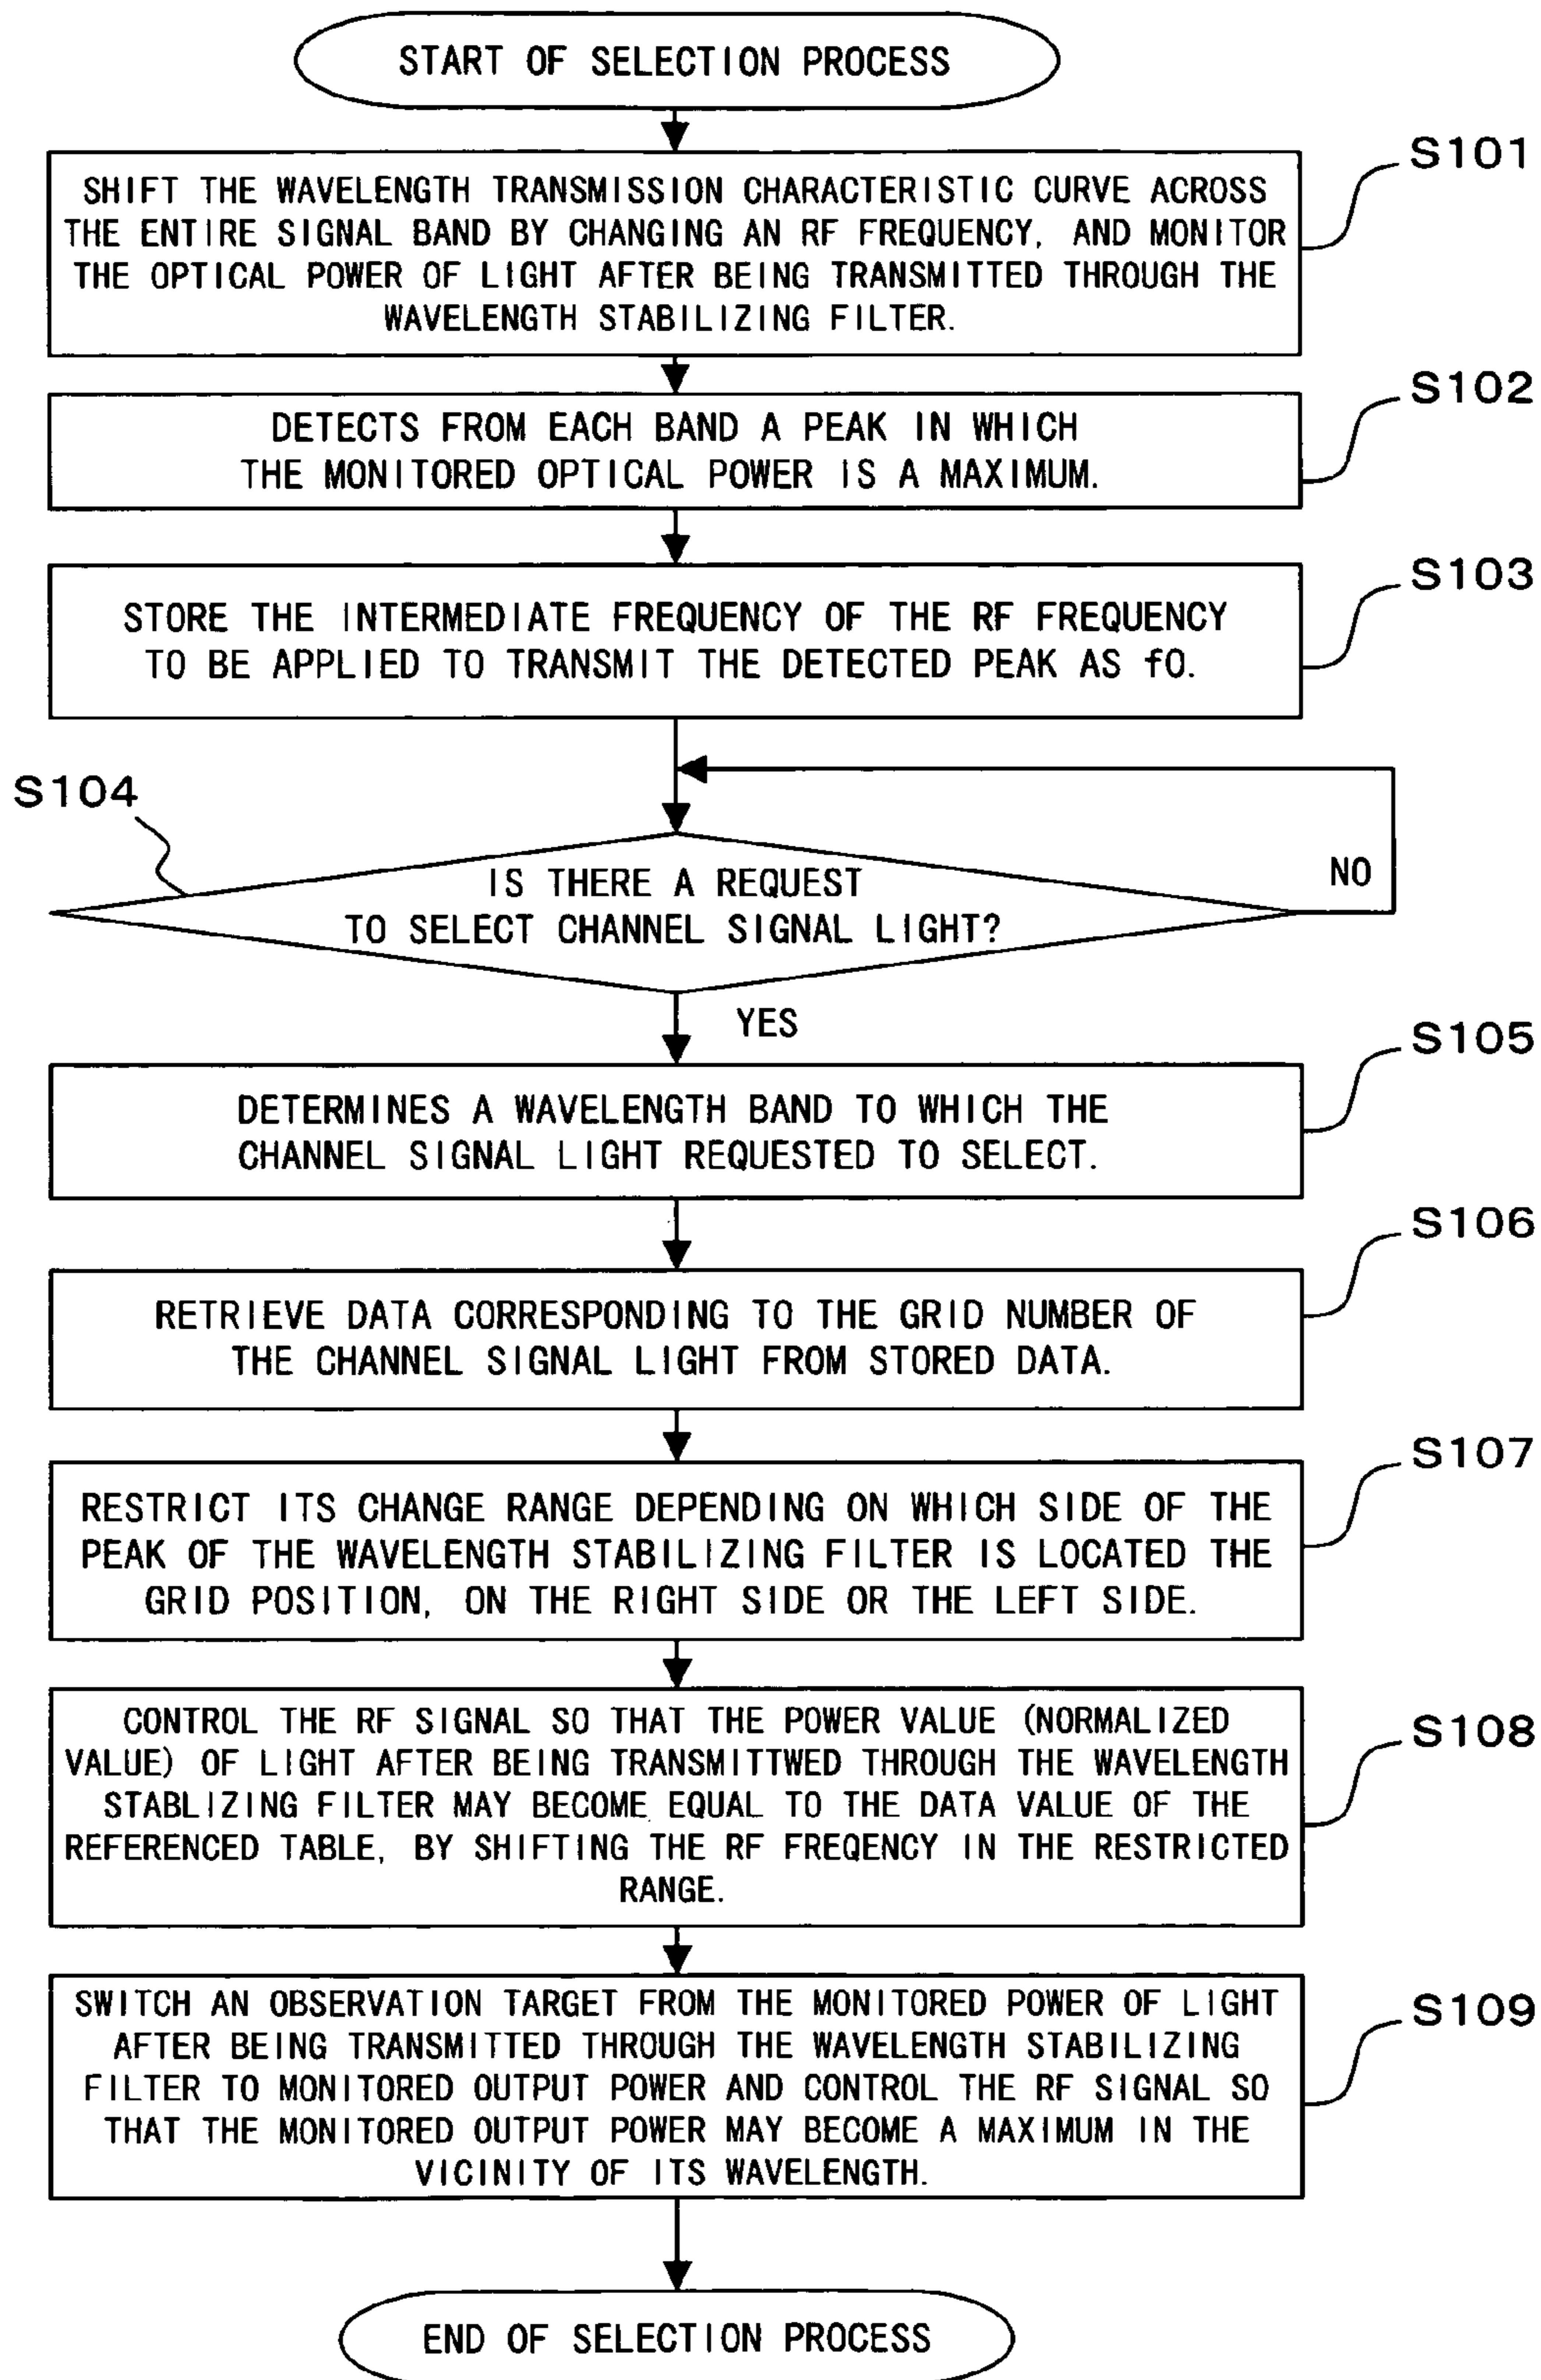 START OF SELECTION PROCESS
S101
SHIFT THE WAVELENGTH TRANSMISSION CHARACTERISTIC CURVE ACROSS
THE ENTIRE SIGNAL BAND BY CHANGING AN RF FREQUENCY, AND MONITOR
THE OPTICAL POWER OF LIGHT AFTER BEING TRANSMITTED THROUGH THE
WAVELENGTH STABILIZING FILTER.
S102
DETECTS FROM EACH BAND A PEAK IN WHICH
THE MONITORED OPTICAL POWER IS A MAXIMUM.
S103
STORE THE INTERMEDIATE FREQUENCY OF THE RF FREQUENCY
TO BE APPLIED TO TRANSMIT THE DETECTED PEAK AS f0.
S104
IS THERE A REQUEST
TO SELECT CHANNEL SIGNAL LIGHT?
NO
YES
S105
DETERMINES A WAVELENGTH BAND TO WHICH THE
CHANNEL SIGNAL LIGHT REQUESTED TO SELECT.
S106
RETRIEVE DATA CORRESPONDING TO THE GRID NUMBER OF
THE CHANNEL SIGNAL LIGHT FROM STORED DATA.
S107
RESTRICT ITS CHANGE RANGE DEPENDING ON WHICH SIDE OF THE
PEAK OF THE WAVELENGTH STABILIZING FILTER IS LOCATED THE
GRID POSITION, ON THE RIGHT SIDE OR THE LEFT SIDE.
S108
CONTROL THE RF SIGNAL SO THAT THE POWER VALUE (NORMALIZED
VALUE) OF LIGHT AFTER BEING TRANSMITTWED THROUGH THE WAVELENGTH
STABLIZING FILTER MAY BECOME EQUAL TO THE DATA VALUE OF THE
REFERENCED TABLE, BY SHIFTING THE RF FREQENCY IN THE RESTRICTED
RANGE.
S109
SWITCH AN OBSERVATION TARGET FROM THE MONITORED POWER OF LIGHT
AFTER BEING TRANSMITTED THROUGH THE WAVELENGTH STABILIZING
FILTER TO MONITORED OUTPUT POWER AND CONTROL THE RF SIGNAL SO
THAT THE MONITORED OUTPUT POWER MAY BECOME A MAXIMUM IN THE
VICINITY OF ITS WAVELENGTH.
END OF SELECTION PROCESS